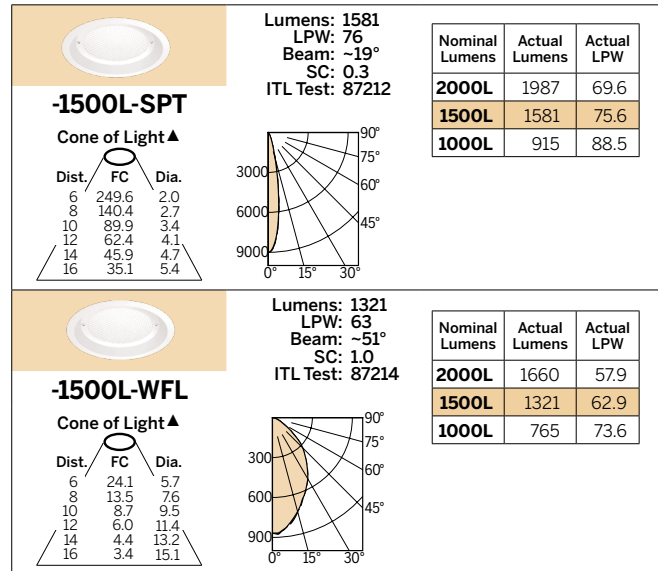 -1500L-SPT
Cone of Light▲
Dist. FC Dia.
6 249.6 2.0
8 140.4 2.7
10 89.9 3.4
12 62.4 4.1
14 45.9 4.7
16 35.1 5.4
Lumens: 1581
LPW: 76
Beam: ~19°
SC: 0.3
ITL Test: 87212
90°
75°
60°
45°
3000
6000
9000
0° 15° 30°
Nominal Actual Actual
Lumens Lumens LPW
2000L 1987 69.6
1500L 1581 75.6
1000L 915 88.5
-1500L-WFL
Cone of Light▲
Dist. FC Dia.
6 24.1 5.7
8 13.5 7.6
10 8.7 9.5
12 6.0 11.4
14 4.4 13.2
16 3.4 15.1
Lumens: 1321
LPW: 63
Beam: ~51°
SC: 1.0
ITL Test: 87214
90°
75°
60°
45°
300
600
900
0° 15° 30°
Nominal Actual Actual
Lumens Lumens LPW
2000L 1660 57.9
1500L 1321 62.9
1000L 765 73.6